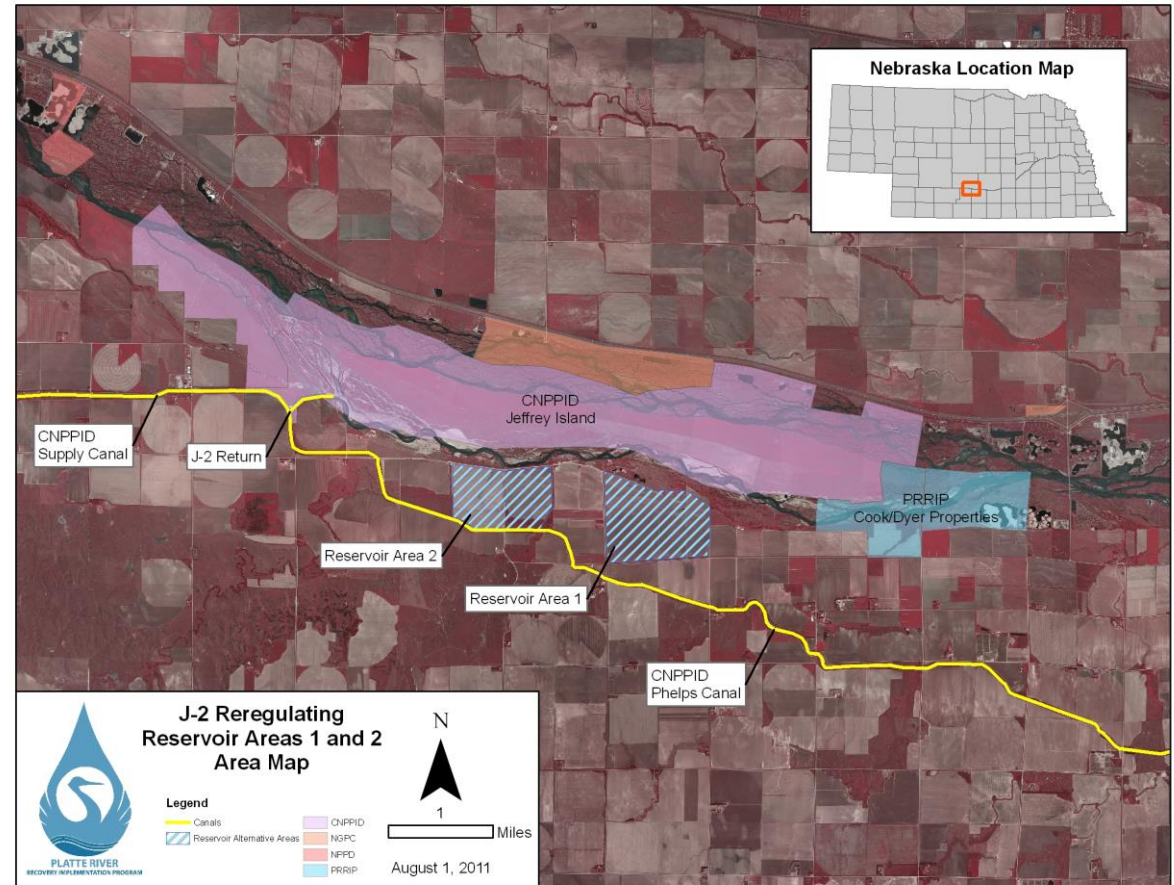 Nebraska Location Map
CNPPID
Jeffrey Island
CNPPID
Supply Canal
J-2 Return
PRRIP
Cook/Dyer Properties
Reservoir Area 2
Reservoir Area 1
CNPPID
Phelps Canal
J-2 Reregulating
Reservoir Areas 1 and 2
Area Map
N
Legend
Canals
Reservoir Alternative Areas
CNPPID
NGPC
NPPD
PRRIP
1
Miles
August 1, 2011
PLATTE RIVER
RECOVERY IMPLEMENTATION PROGRAM